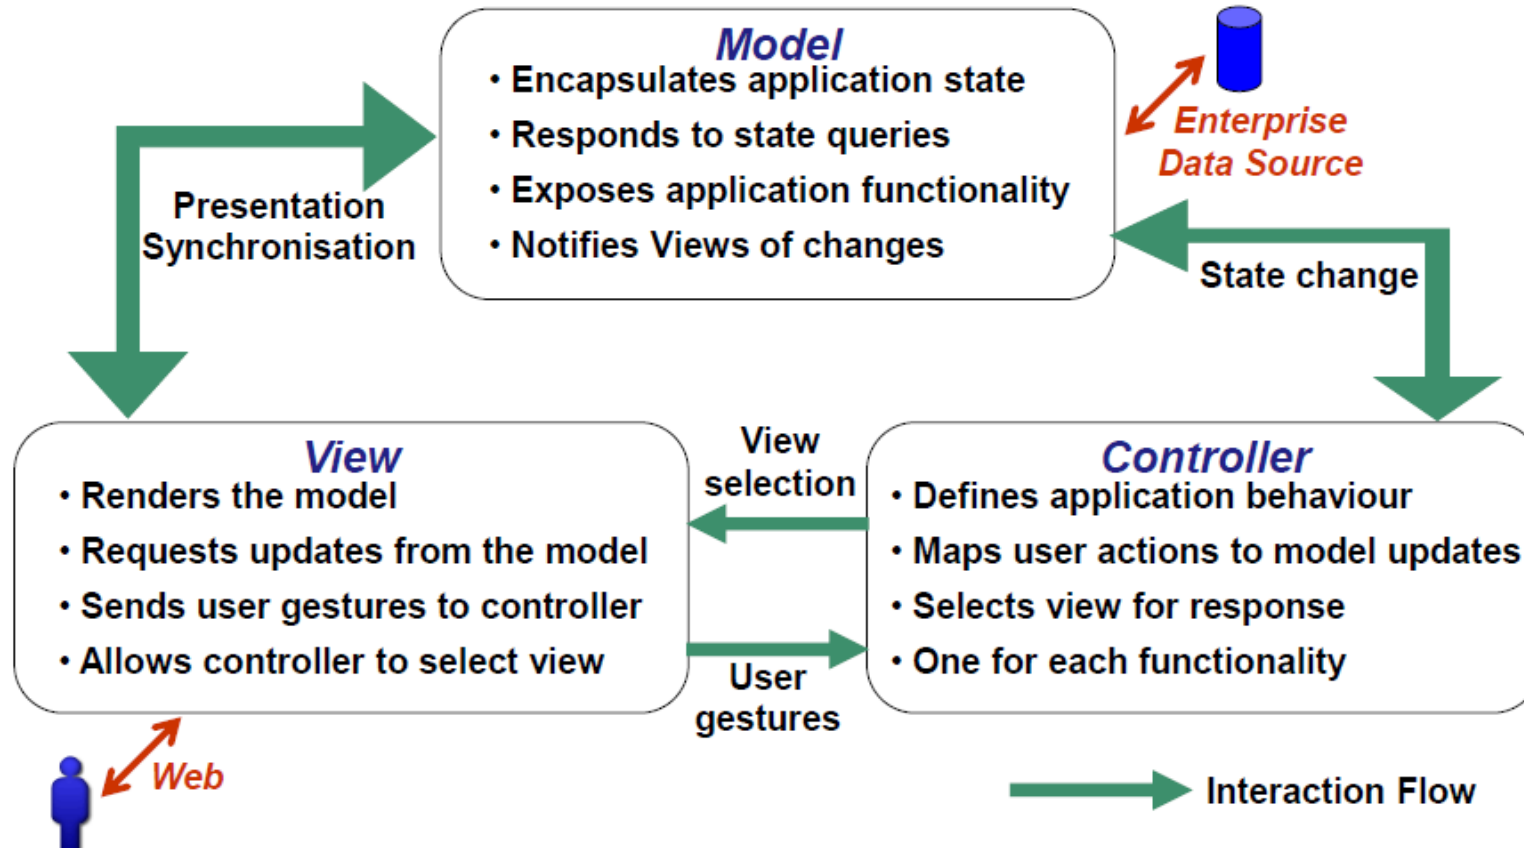 Model
• Encapsulates application state
• Responds to state queries
• Exposes application functionality
• Notifies Views of changes
Enterprise
Data Source
Presentation
Synchronisation
State change
View
• Renders the model
• Requests updates from the model
• Sends user gestures to controller
• Allows controller to select view
View
selection
User
gestures
Controller
• Defines application behaviour
• Maps user actions to model updates
• Selects view for response
• One for each functionality
Web
Interaction Flow